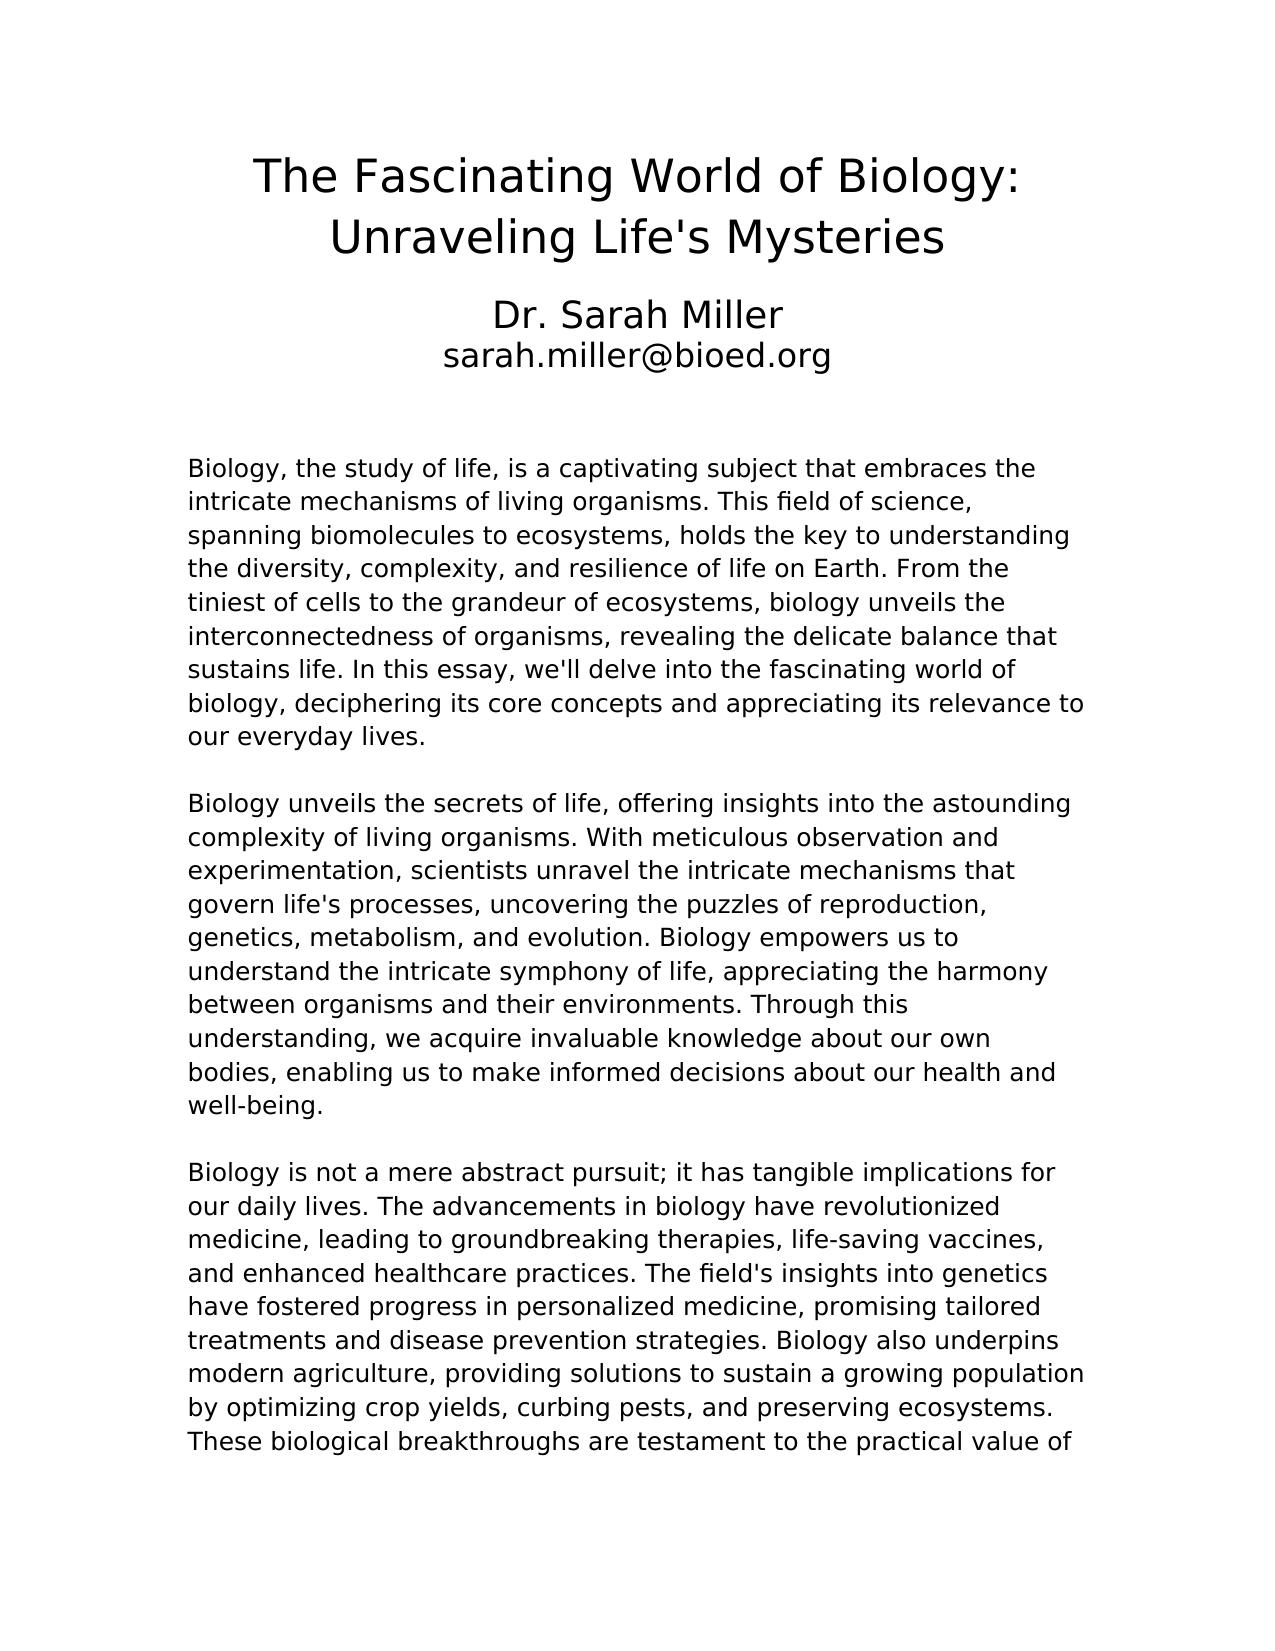 The Fascinating World of Biology:
Unraveling Life's Mysteries
Dr. Sarah Miller
sarah.miller@bioed.org
Biology, the study of life, is a captivating subject that embraces the
intricate mechanisms of living organisms. This field of science,
spanning biomolecules to ecosystems, holds the key to understanding
the diversity, complexity, and resilience of life on Earth. From the
tiniest of cells to the grandeur of ecosystems, biology unveils the
interconnectedness of organisms, revealing the delicate balance that
sustains life. In this essay, we'll delve into the fascinating world of
biology, deciphering its core concepts and appreciating its relevance to
our everyday lives.
Biology unveils the secrets of life, offering insights into the astounding
complexity of living organisms. With meticulous observation and
experimentation, scientists unravel the intricate mechanisms that
govern life's processes, uncovering the puzzles of reproduction,
genetics, metabolism, and evolution. Biology empowers us to
understand the intricate symphony of life, appreciating the harmony
between organisms and their environments. Through this
understanding, we acquire invaluable knowledge about our own
bodies, enabling us to make informed decisions about our health and
well-being.
Biology is not a mere abstract pursuit; it has tangible implications for
our daily lives. The advancements in biology have revolutionized
medicine, leading to groundbreaking therapies, life-saving vaccines,
and enhanced healthcare practices. The field's insights into genetics
have fostered progress in personalized medicine, promising tailored
treatments and disease prevention strategies. Biology also underpins
modern agriculture, providing solutions to sustain a growing population
by optimizing crop yields, curbing pests, and preserving ecosystems.
These biological breakthroughs are testament to the practical value of